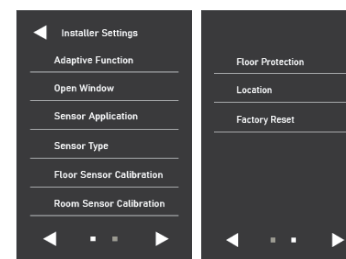 Installer Settings
Adaptive Function
Open Window
Sensor Application
Sensor Type
Floor Sensor Calibration
Room Sensor Calibration
Floor Protection
Location
Factory Reset